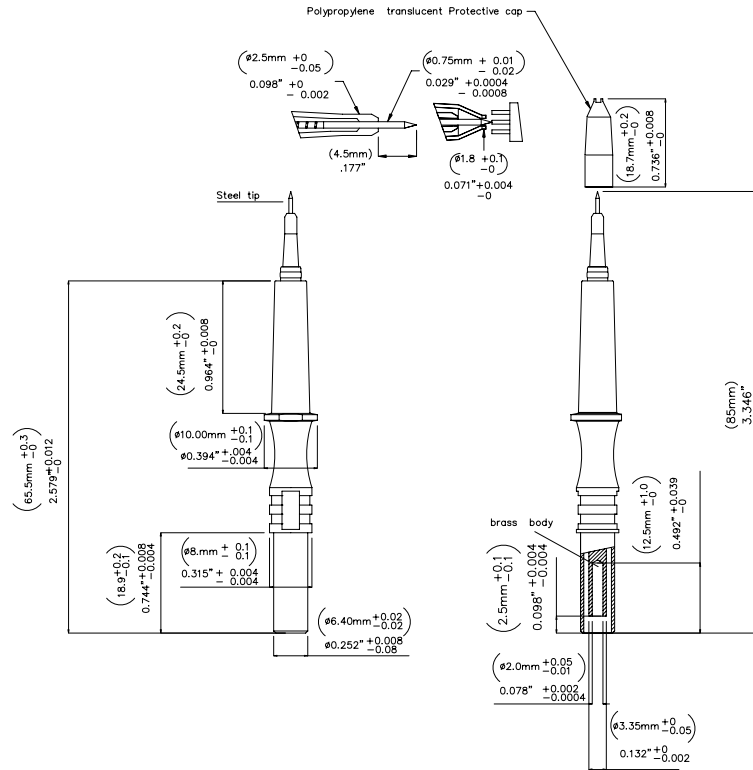 Polypropylene translucent Protective cap
(ø2.5mm +0 -0.05)
0.098" +0 - 0.002
(ø0.75mm + 0.01 - 0.02)
0.029" +0.0004 - 0.0008
(4.5mm)
.177"
(ø1.8 +0.1 -0)
0.071"+0.004 -0
(18.7mm+0.2 -0)
0.736"+0.008 -0
Steel tip
(24.5mm+0.2 -0)
0.964"+0.008 -0
(ø10.00mm+0.1 -0.1)
ø0.394"+.004 -0.004
(65.5mm+0.3 -0)
2.579"+0.012 -0
(18.9+0.2 -0.1)
0.744"+0.008 -0.004
(ø8.mm+ 0.1 - 0.1)
0.315"+ 0.004 - 0.004
(ø6.40mm+0.02 -0.02)
ø0.252"+0.008 -0.08
(85mm)
3.346"
brass body
(12.5mm+1.0 -0)
0.492"+0.039 -0
(2.5mm+0.1 -0.1)
0.098"+0.004 -0.004
(ø2.0mm+0.05 -0.01)
0.078" +0.002 -0.0004
(ø3.35mm+0 -0.05)
0.132"+0 -0.002